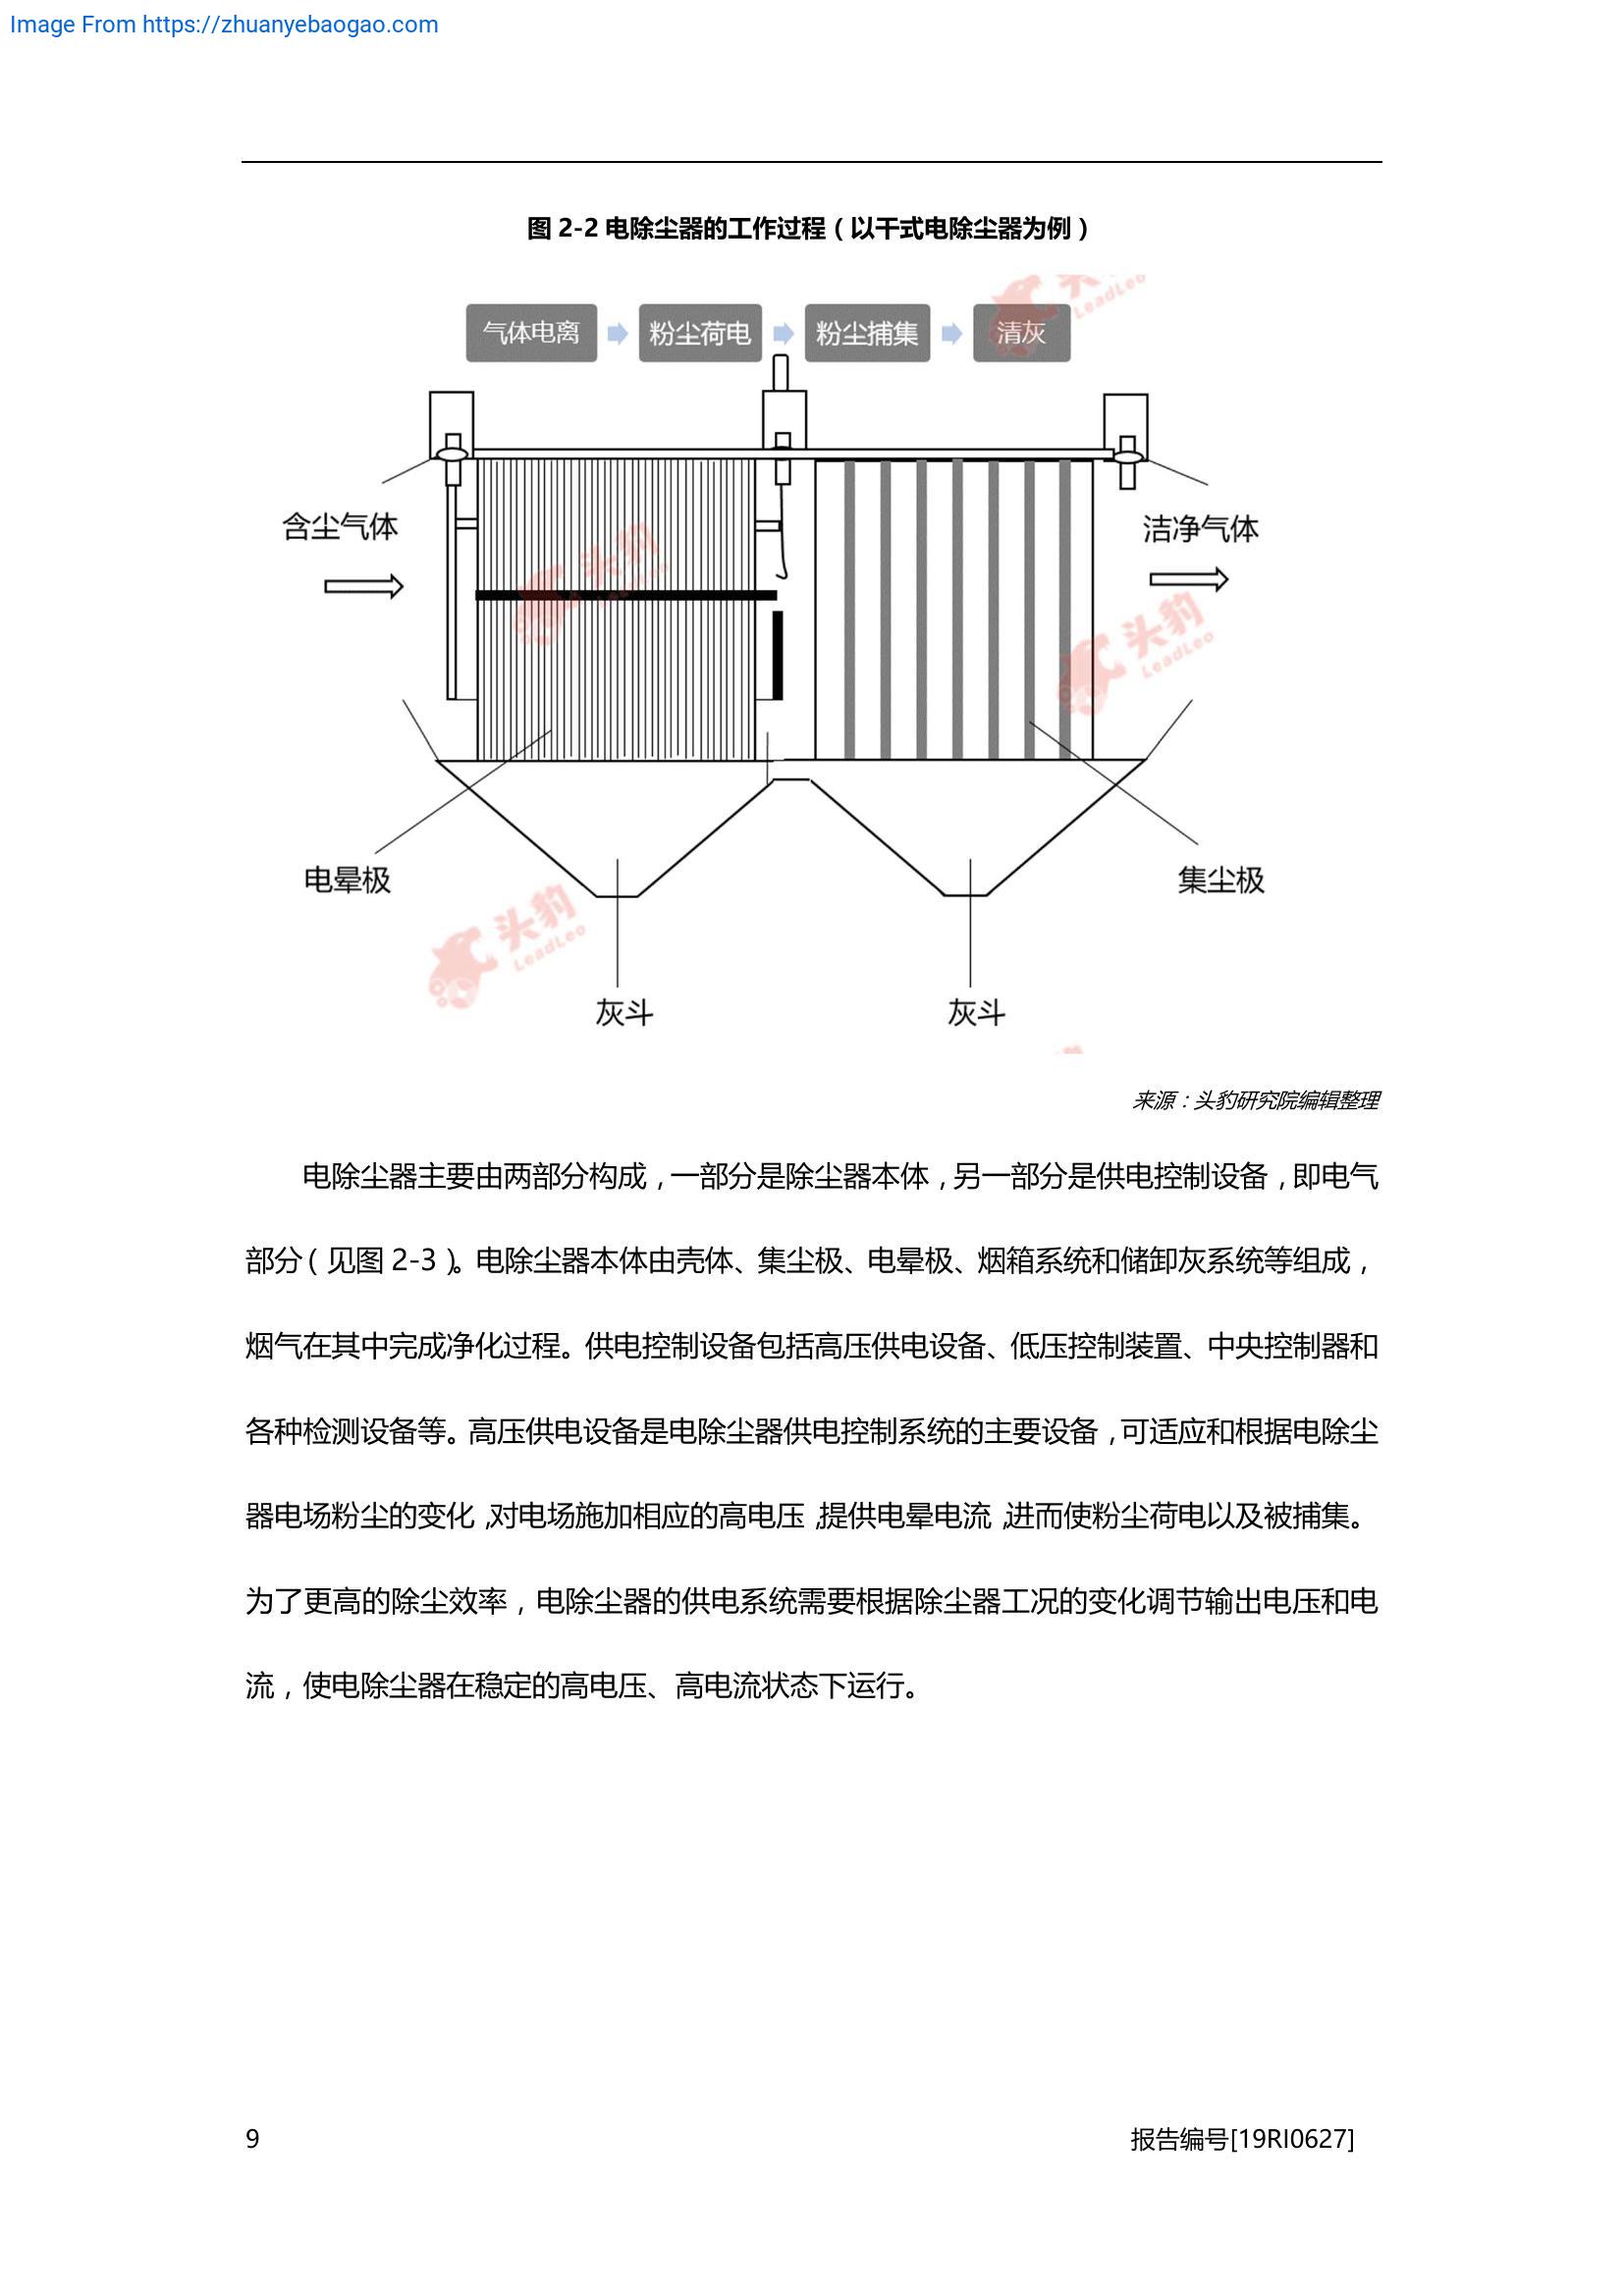 Image From https://zhuanyebaogao.com
图 2-2 电除尘器的工作过程（以干式电除尘器为例）
气体电离 粉尘荷电 粉尘捕集 清灰
头豹
LeadLeo
含尘气体
洁净气体
头豹
LeadLeo
头豹
LeadLeo
电晕极
集尘极
头豹
LeadLeo
灰斗
灰斗
来源：头豹研究院编辑整理
电除尘器主要由两部分构成，一部分是除尘器本体，另一部分是供电控制设备，即电气
部分（见图 2-3）。电除尘器本体由壳体、集尘极、电晕极、烟箱系统和储卸灰系统等组成，
烟气在其中完成净化过程。供电控制设备包括高压供电设备、低压控制装置、中央控制器和
各种检测设备等。高压供电设备是电除尘器供电控制系统的主要设备，可适应和根据电除尘
器电场粉尘的变化，对电场施加相应的高电压，提供电晕电流，进而使粉尘荷电以及被捕集。
为了更高的除尘效率，电除尘器的供电系统需要根据除尘器工况的变化调节输出电压和电
流，使电除尘器在稳定的高电压、高电流状态下运行。
9
报告编号[19RI0627]